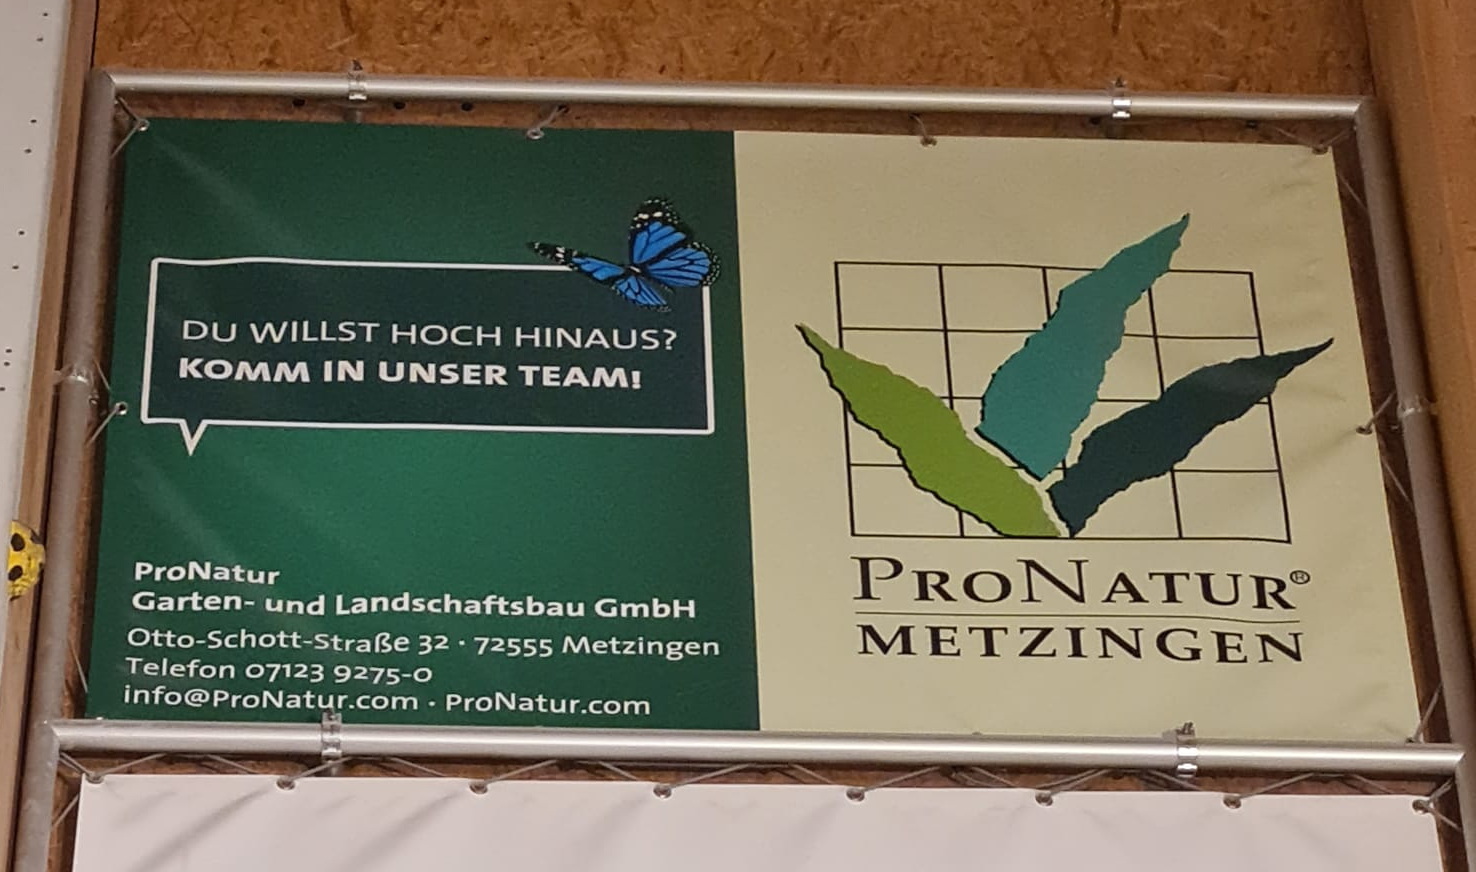 DU WILLST HOCH HINAUS?
KOMM IN UNSER TEAM!
ProNatur
Garten- und Landschaftsbau GmbH
Otto-Schott-Straße 32 · 72555 Metzingen
Telefon 07123 9275-0
info@ProNatur.com · ProNatur.com
PRONATUR®
METZINGEN